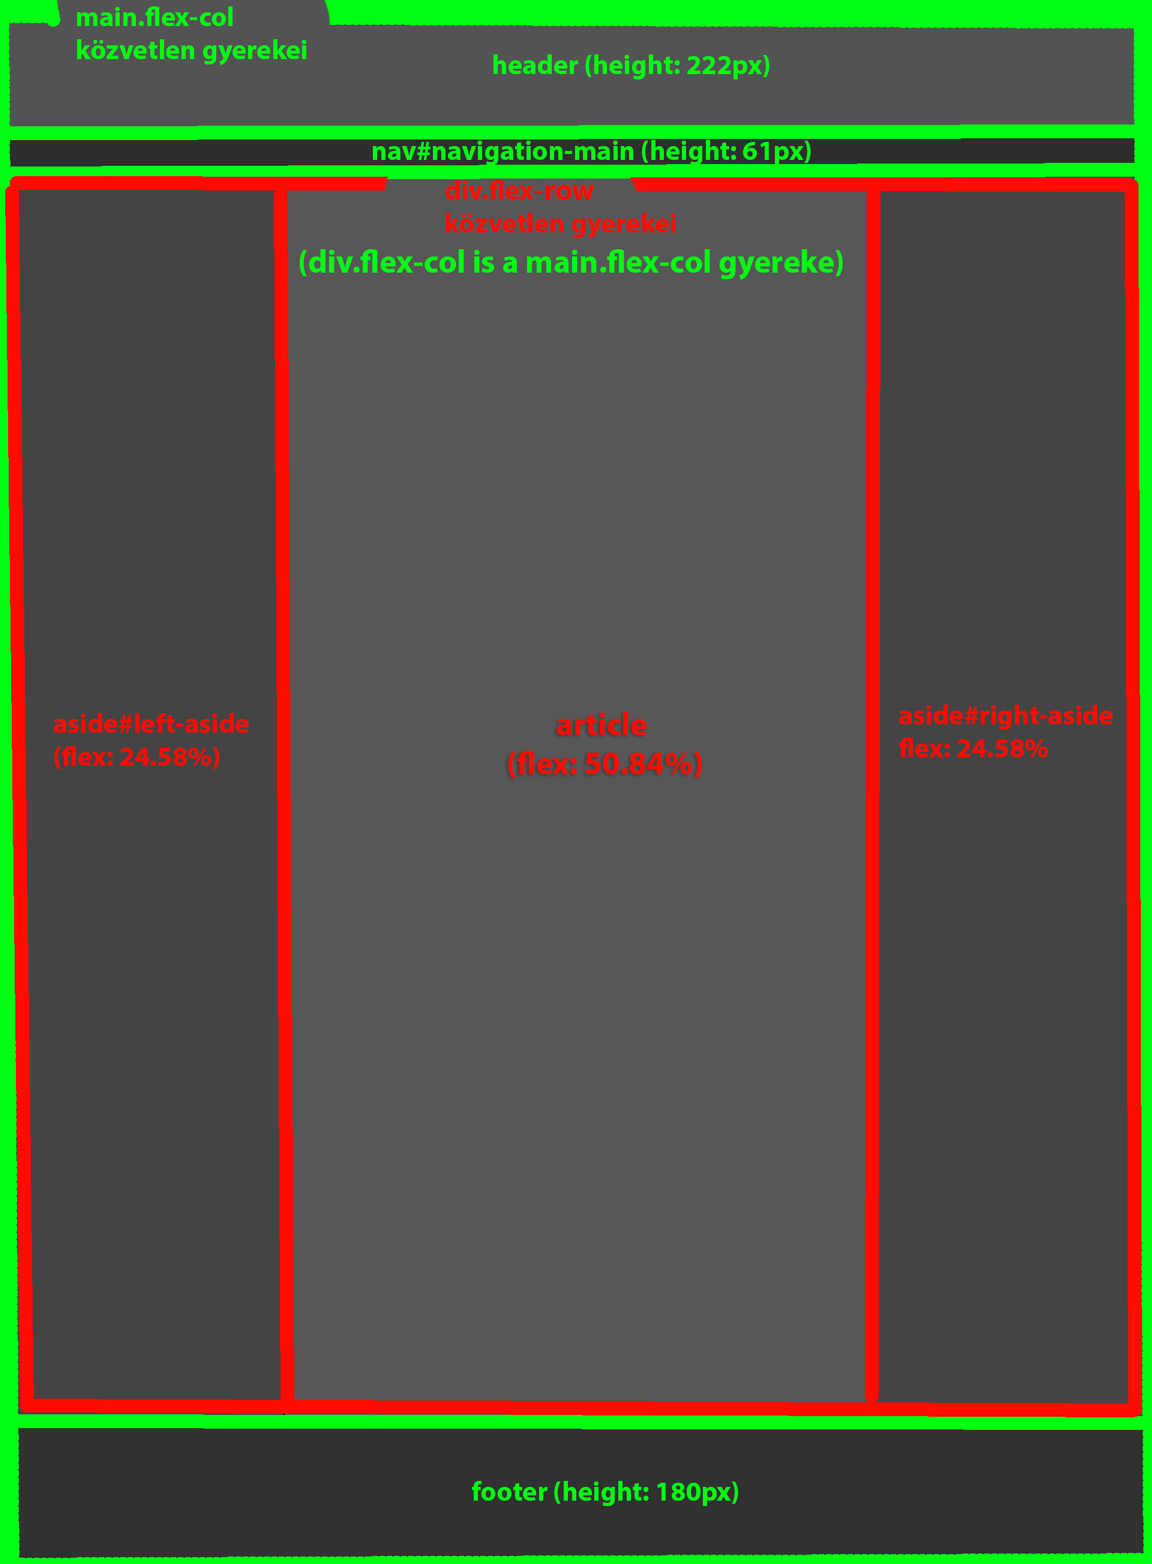 main.flex-col
közvetlen gyerekei
header (height: 222px)
nav#navigation-main (height: 61px)
div.flex-row
közvetlen gyerekei
(div.flex-col is a main.flex-col gyereke)
aside#left-aside
(flex: 24.58%)
article
(flex: 50.84%)
aside#right-aside
flex: 24.58%
footer (height: 180px)